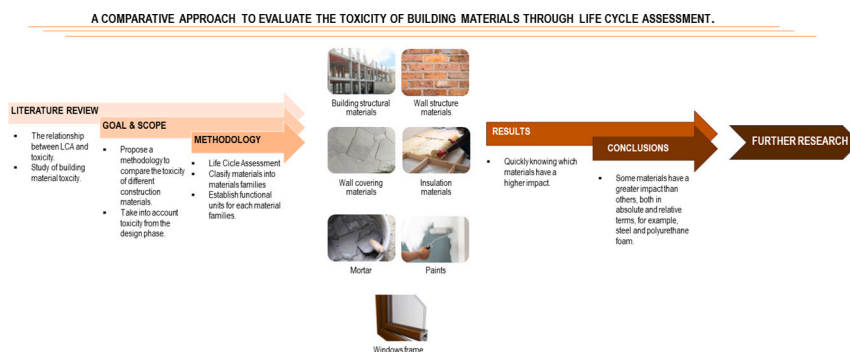 A COMPARATIVE APPROACH TO EVALUATE THE TOXICITY OF BUILDING MATERIALS THROUGH LIFE CYCLE ASSESSMENT.
LITERATURE REVIEW
▪ The relationship
between LCA and
toxicity.
▪ Study of building
material toxcity.
GOAL & SCOPE
▪ Propose a
methodology to
compare the toxicity
of different
construction
materials.
▪ Take into account
toxicity from the
design phase.
METHODOLOGY
▪ Life Cicle Assessment
▪ Clasify materials into
materials families
▪ Establish functional
units for each material
families.
Building structural
materials
Wall structure
materials
Wall covering
materials
Insulation
materials
Mortar
Paints
Windows frame
RESULTS
▪ Quickly knowing which
materials have a
higher impact.
CONCLUSIONS
▪ Some materials have a
greater impact than
others, both in
absolute and relative
terms, for example,
steel and polyurethane
foam.
FURTHER RESEARCH